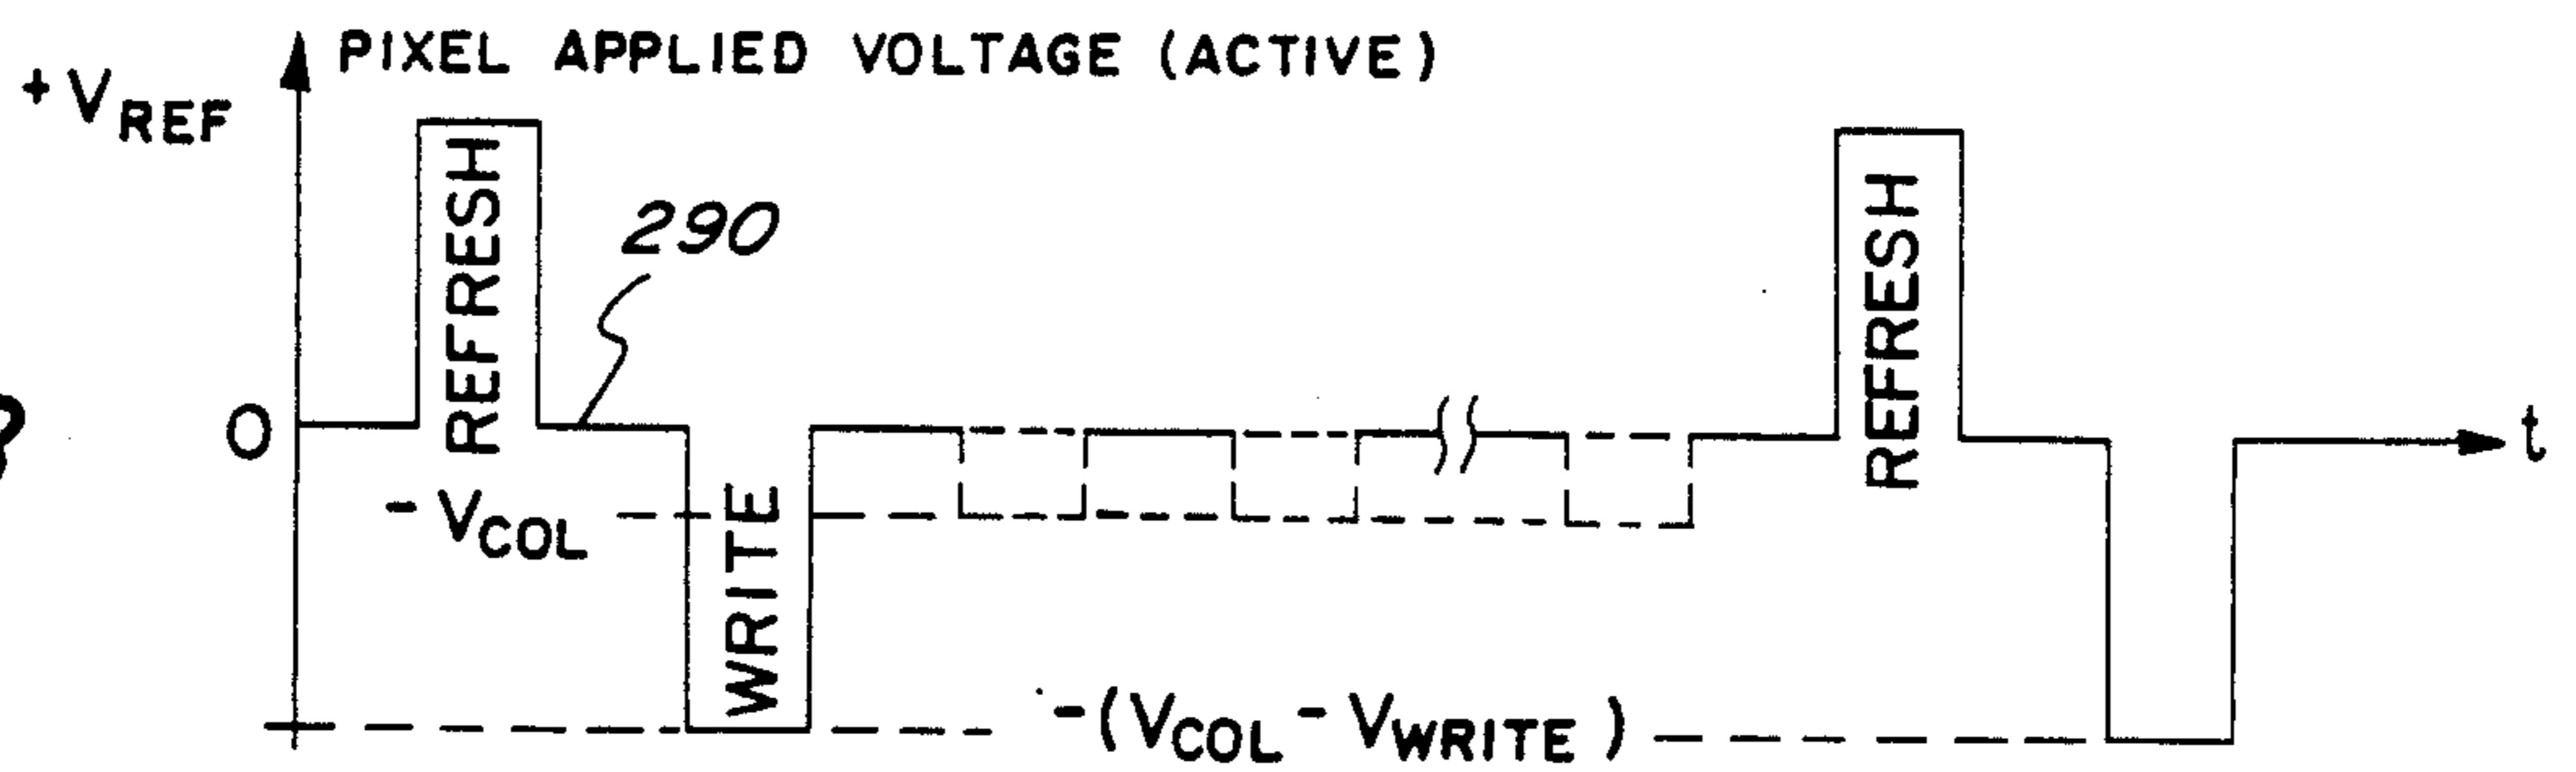 PIXEL APPLIED VOLTAGE (ACTIVE)
+VREF
REFRESH
290
REFRESH
0
t
-VCOL
WRITE
-(VCOL-VWRITE)